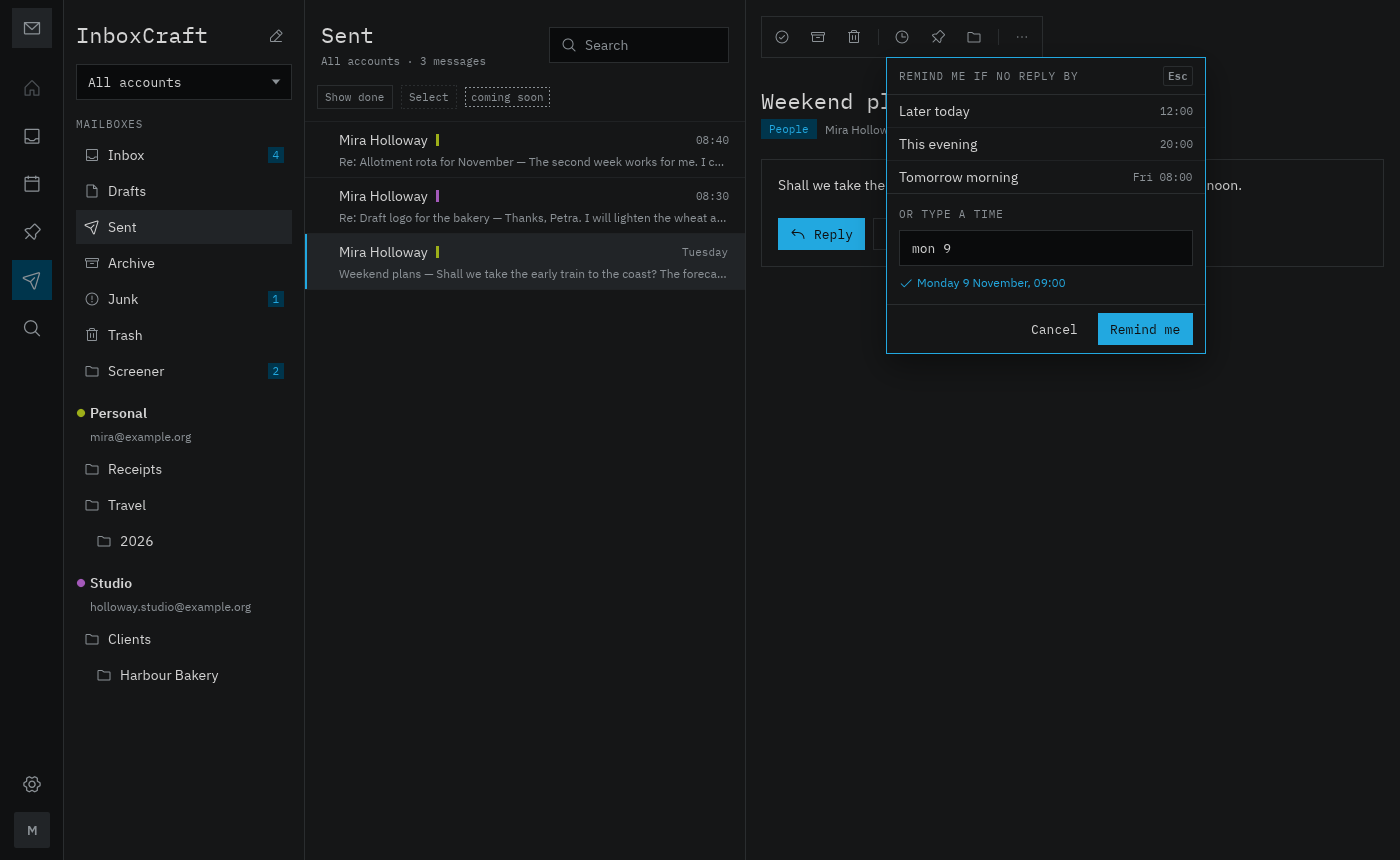 InboxCraft
All accounts
MAILBOXES
Inbox 4
Drafts
Sent
Archive
Junk 1
Trash
Screener 2
Personal
mira@example.org
Receipts
Travel
2026
Studio
holloway.studio@example.org
Clients
Harbour Bakery
M
Sent
All accounts · 3 messages
Search
Show done
Select
coming soon
Mira Holloway 08:40
Re: Allotment rota for November — The second week works for me. I c…
Mira Holloway 08:30
Re: Draft logo for the bakery — Thanks, Petra. I will lighten the wheat a…
Mira Holloway Tuesday
Weekend plans — Shall we take the early train to the coast? The foreca…
Weekend pl
People Mira Hollow
Shall we take the noon.
Reply
REMIND ME IF NO REPLY BY Esc
Later today 12:00
This evening 20:00
Tomorrow morning Fri 08:00
OR TYPE A TIME
mon 9
Monday 9 November, 09:00
Cancel
Remind me